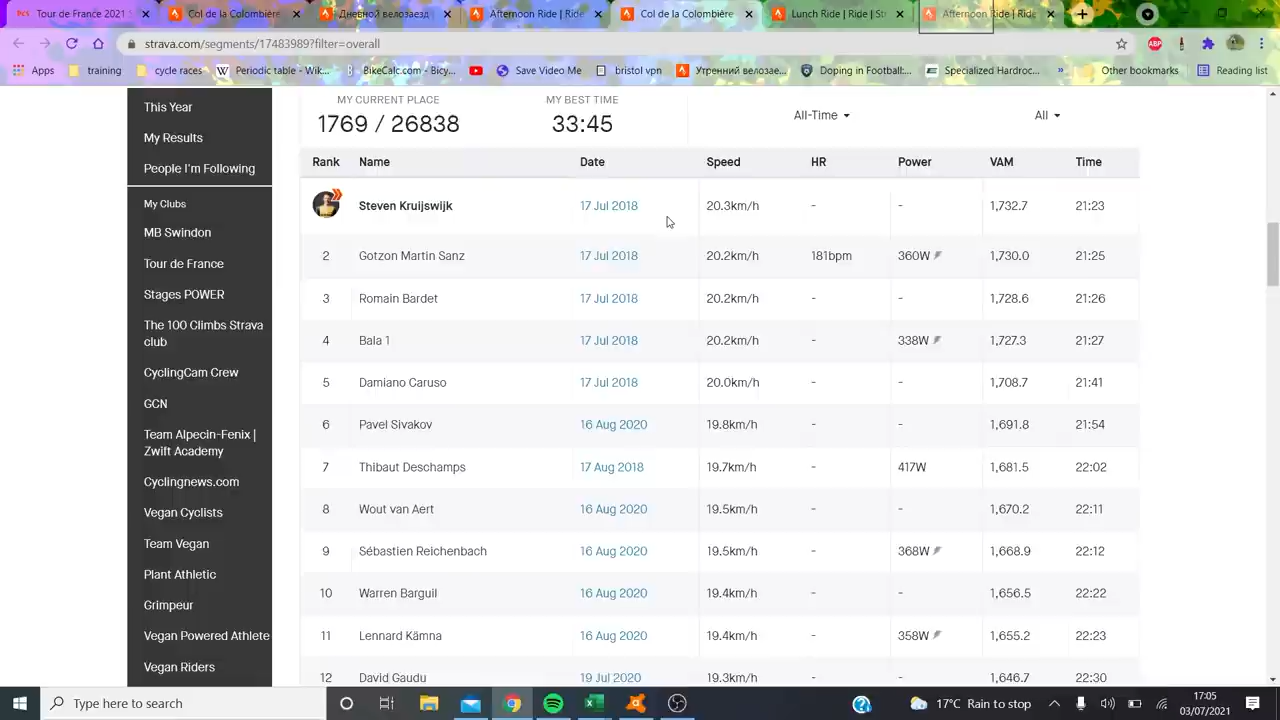 Tour de France 2021 S
Col de la Colombière
Дневной велозаезд
Afternoon Ride | Ride
Col de la Colombière
Lunch Ride | Ride | Str
Afternoon Ride | Ride
strava.com/segments/17483989?filter=overall
ABP
Apps
training
cycle races
Periodic table - Wik...
BikeCalc.com - Bicy...
Save Video Me
bristol vpn
Утренний велозае...
Doping in Football:...
Specialized Hardroc...
Other bookmarks
Reading list
This Year
My Results
People I'm Following
My Clubs
MB Swindon
Tour de France
Stages POWER
The 100 Climbs Strava
club
CyclingCam Crew
GCN
Team Alpecin-Fenix |
Zwift Academy
Cyclingnews.com
Vegan Cyclists
Team Vegan
Plant Athletic
Grimpeur
Vegan Powered Athlete
Vegan Riders
MY CURRENT PLACE MY BEST TIME
1769 / 26838 33:45 All-Time All
Rank Name Date Speed HR Power VAM Time
Steven Kruijswijk 17 Jul 2018 20.3km/h - - 1,732.7 21:23
2 Gotzon Martin Sanz 17 Jul 2018 20.2km/h 181bpm 360W 1,730.0 21:25
3 Romain Bardet 17 Jul 2018 20.2km/h - - 1,728.6 21:26
4 Bala 1 17 Jul 2018 20.2km/h - 338W 1,727.3 21:27
5 Damiano Caruso 17 Jul 2018 20.0km/h - - 1,708.7 21:41
6 Pavel Sivakov 16 Aug 2020 19.8km/h - - 1,691.8 21:54
7 Thibaut Deschamps 17 Aug 2018 19.7km/h - 417W 1,681.5 22:02
8 Wout van Aert 16 Aug 2020 19.5km/h - - 1,670.2 22:11
9 Sébastien Reichenbach 16 Aug 2020 19.5km/h - 368W 1,668.9 22:12
10 Warren Barguil 16 Aug 2020 19.4km/h - - 1,656.5 22:22
11 Lennard Kämna 16 Aug 2020 19.4km/h - 358W 1,655.2 22:23
12 David Gaudu 19 Jul 2020 19.3km/h - - 1,646.7 22:30
Type here to search
17°C Rain to stop
17:05
03/07/2021